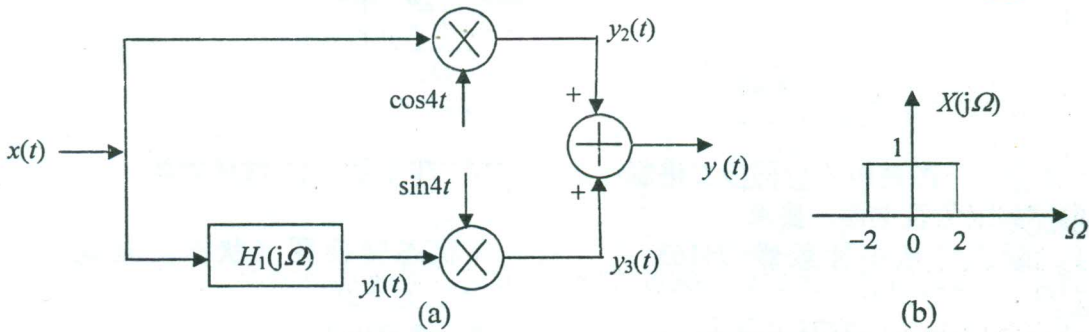 x(t)
cos4t
sin4t
H₁(jΩ)
y₁(t)
y₂(t)
y₃(t)
+
+
y (t)
(a)
X(jΩ)
1
−2
0
2
Ω
(b)